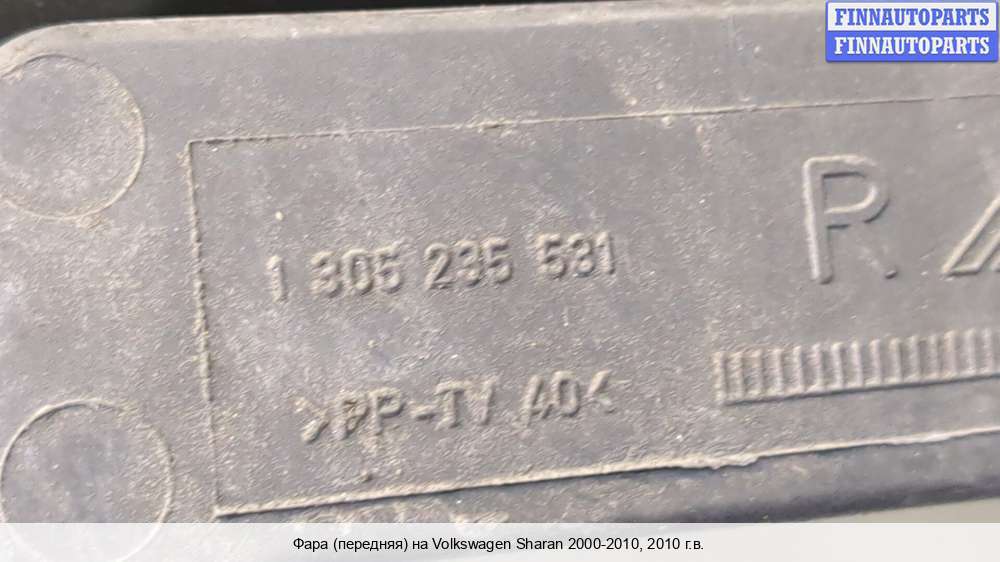 FINNAUTOPARTS
FINNAUTOPARTS
R
1 305 235 531
>PP-TV 40<
Фара (передняя) на Volkswagen Sharan 2000-2010, 2010 г.в.